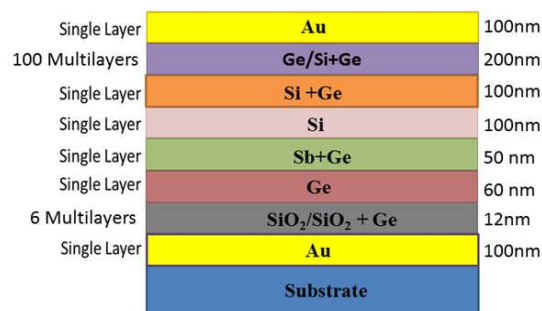 Single Layer Au 100nm
100 Multilayers Ge/Si+Ge 200nm
Single Layer Si +Ge 100nm
Single Layer Si 100nm
Single Layer Sb+Ge 50 nm
Single Layer Ge 60 nm
6 Multilayers SiO₂/SiO₂ + Ge 12nm
Single Layer Au 100nm
Substrate